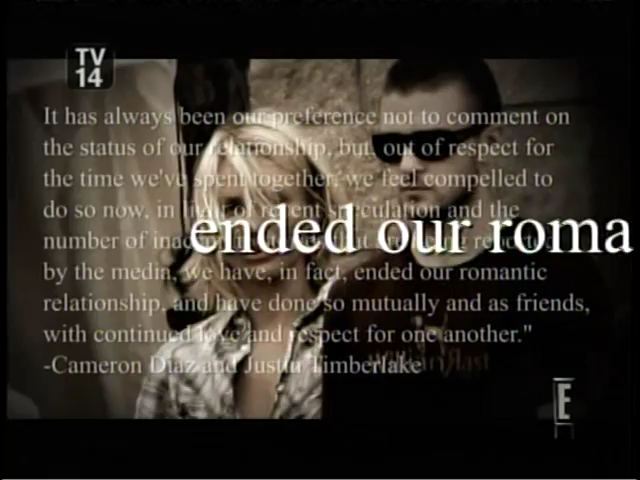 TV
14
It has always been our preference not to comment on
the status of our relationship, but out of respect for
the time we've spent together, we feel compelled to
do so now, in light of recent speculation and the
number of
ended our roma
by the media, we have, in fact, ended our romantic
relationship, and have done so mutually and as friends,
with continued love and respect for one another."
-Cameron Diaz and Justin Timberlake
E